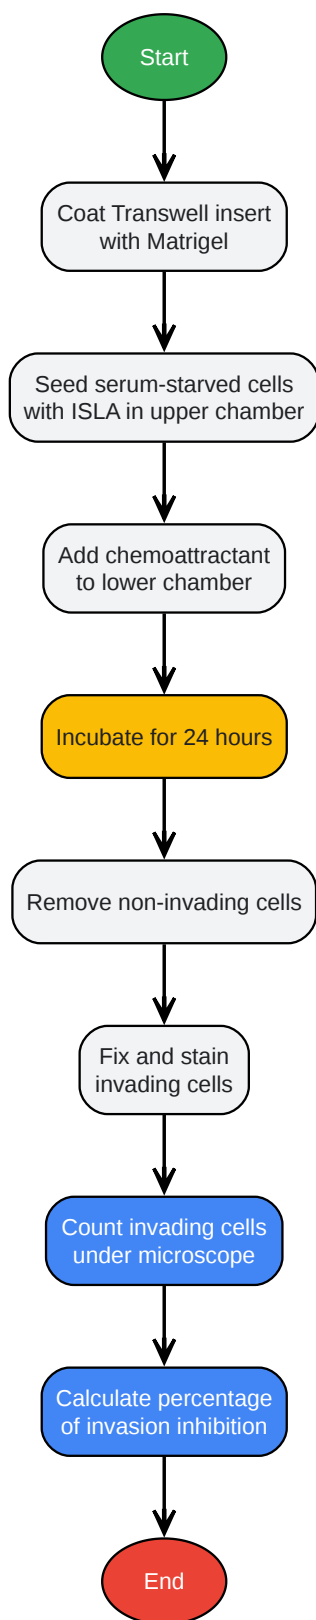 Start
Coat Transwell insert
with Matrigel
Seed serum-starved cells
with ISLA in upper chamber
Add chemoattractant
to lower chamber
Incubate for 24 hours
Remove non-invading cells
Fix and stain
invading cells
Count invading cells
under microscope
Calculate percentage
of invasion inhibition
End